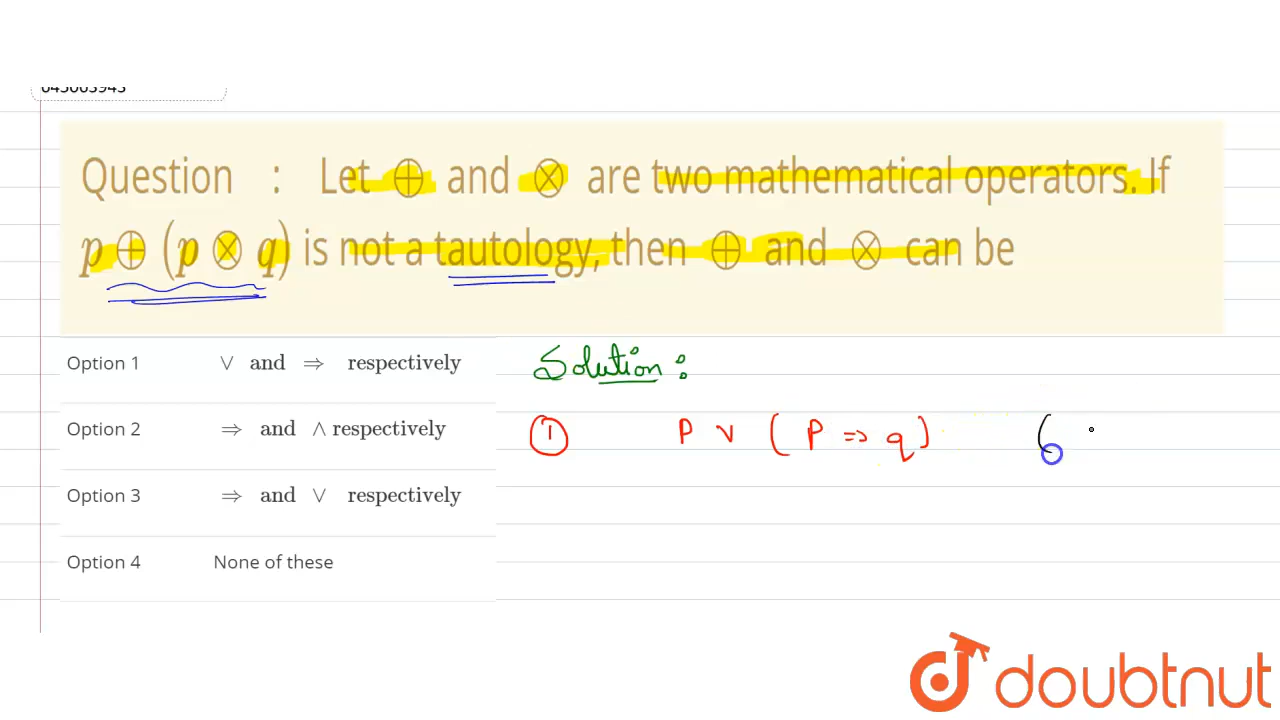 645063943
Question : Let ⊕ and ⊗ are two mathematical operators. If
p ⊕ (p ⊗ q) is not a tautology, then ⊕ and ⊗ can be
Option 1 ∨ and ⇒ respectively
Option 2 ⇒ and ∧ respectively
Option 3 ⇒ and ∨ respectively
Option 4 None of these
Solution :
① P ∨ ( P ⇒ q ) (
doubtnut